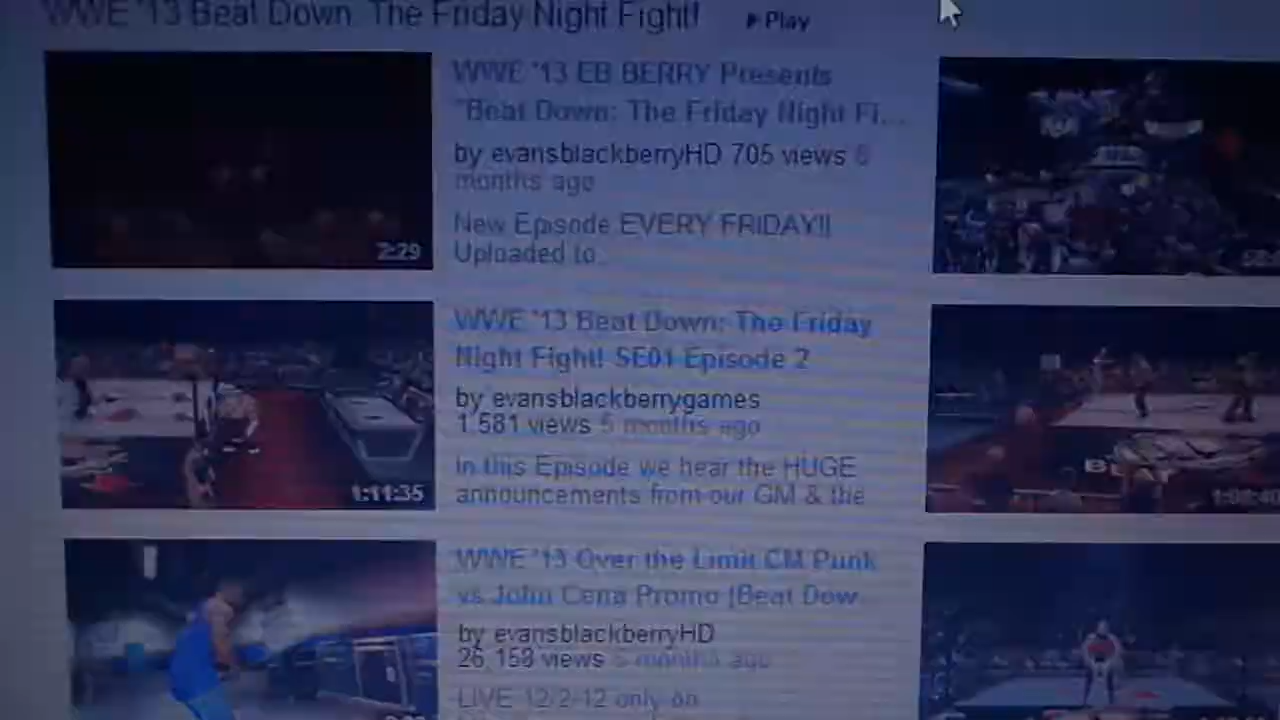 WWE '13 Beat Down The Friday Night Fight!
Play
WWE '13 EB BERRY Presents
"Beat Down: The Friday Night Fi...
by evansblackberryHD 705 views 6
months ago
New Episode EVERY FRIDAY!!
Uploaded to
2:29
WWE '13 Beat Down: The Friday
Night Fight! SE01 Episode 2
by evansblackberrygames
1,581 views 5 months ago
In this Episode we hear the HUGE
announcements from our GM & the
1:11:35
WWE '13 Over the Limit CM Punk
vs John Cena Promo (Beat Dow
by evansblackberryHD
26,158 views 5 months ago
LIVE 12/2-12 only on